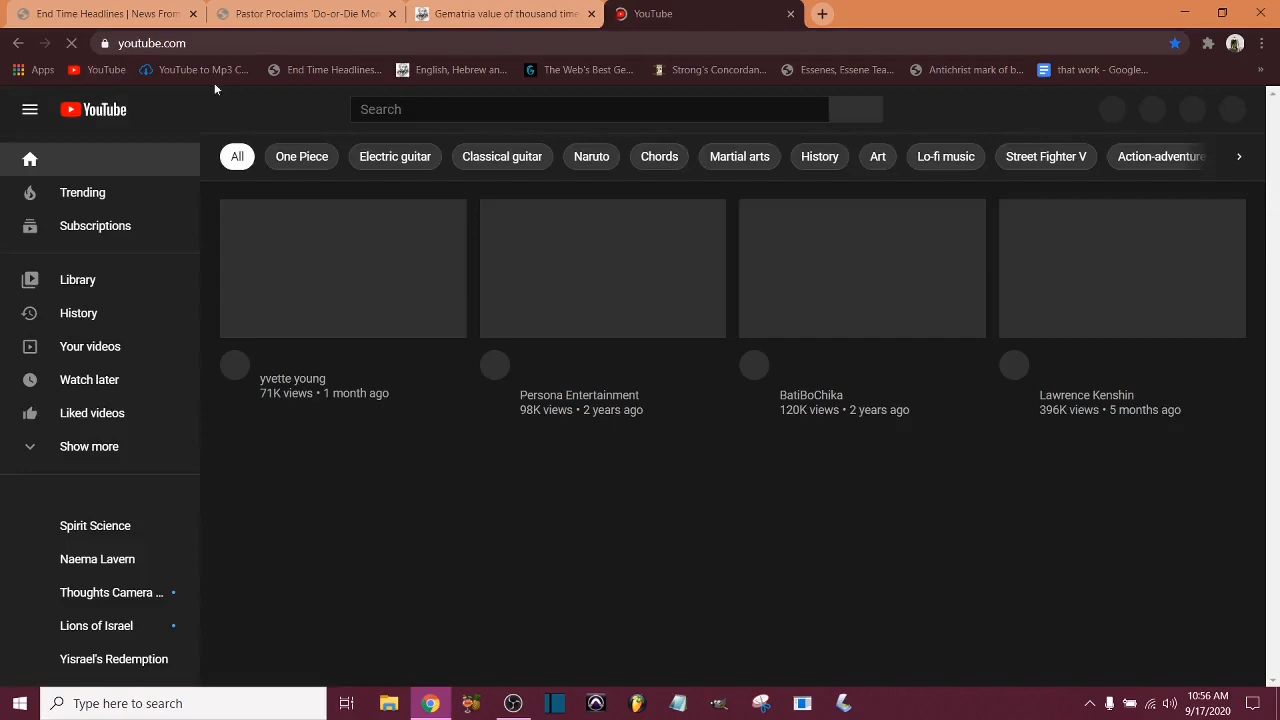 End Time Headlines | News From
Pastor Proclaims 'Do-or-Die Mon
Gematria value of thousand time
YouTube
youtube.com
Apps
YouTube
YouTube to Mp3 C...
End Time Headlines...
English, Hebrew an...
The Web's Best Ge...
Strong's Concordan...
Essenes, Essene Tea...
Antichrist mark of b...
that work - Google...
YouTube
Search
All
One Piece
Electric guitar
Classical guitar
Naruto
Chords
Martial arts
History
Art
Lo-fi music
Street Fighter V
Action-adventure
Trending
Subscriptions
Library
History
Your videos
Watch later
Liked videos
Show more
Spirit Science
Naema Lavern
Thoughts Camera ...
Lions of Israel
Yisrael's Redemption
yvette young
71K views • 1 month ago
Persona Entertainment
98K views • 2 years ago
BatiBoChika
120K views • 2 years ago
Lawrence Kenshin
396K views • 5 months ago
Type here to search
10:56 AM
9/17/2020